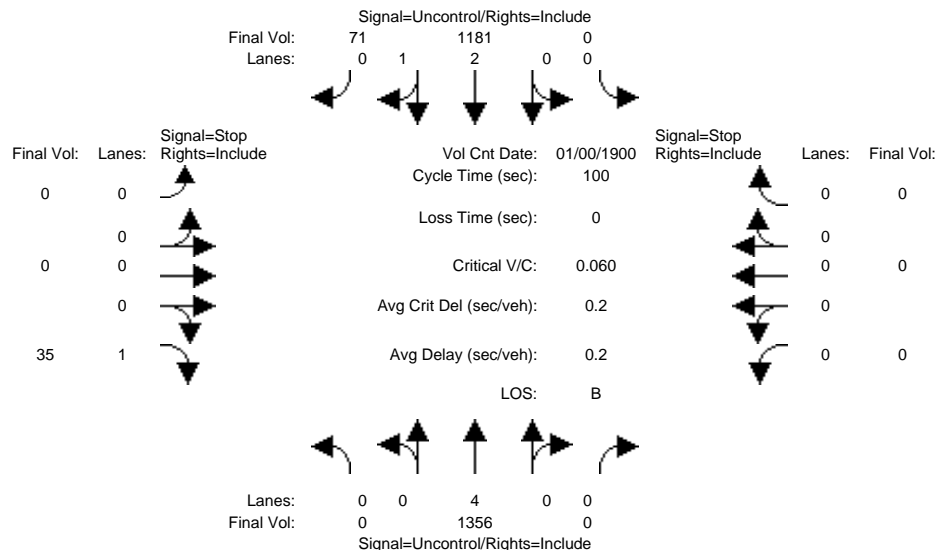 Signal=Uncontrol/Rights=Include
Final Vol: 71 1181 0
Lanes: 0 1 2 0 0
Signal=Stop
Final Vol: Lanes: Rights=Include
Vol Cnt Date: 01/00/1900
Signal=Stop
Rights=Include Lanes: Final Vol:
Cycle Time (sec): 100
0 0
0 0
Loss Time (sec): 0
0
0
0 0
Critical V/C: 0.060
0 0
0
Avg Crit Del (sec/veh): 0.2
0
35 1
Avg Delay (sec/veh): 0.2
0 0
LOS: B
Lanes: 0 0 4 0 0
Final Vol: 0 1356 0
Signal=Uncontrol/Rights=Include